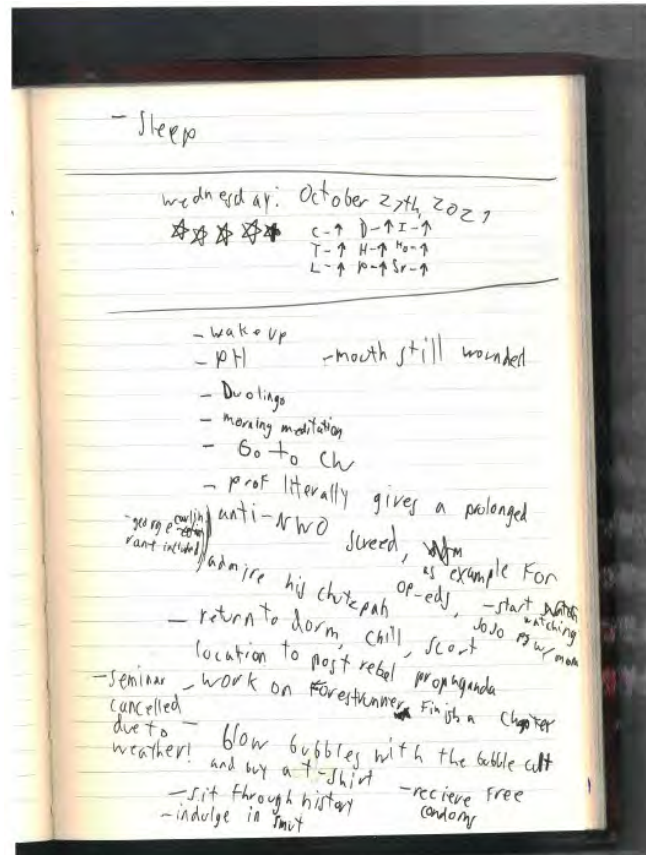 - Sleep
wednesday: October 27th, 2021
C-↑ D-↑ I-↑
T-↑ H-↑ Ho-↑
L-↑ P-↑ Sr-↑
- wake up
- PH - mouth still wounded
- Duolingo
- morning meditation
- Go to CW
- prof literally gives a prolonged
anti-NWO screed,
- george carlin
rant included
as example for
op-eds,
admire his chutzpah
- start
watching
JoJo P5 w/ mom
- return to dorm, chill, scout
location to post rebel propaganda
- Seminar
cancelled
due to
weather!
- work on Forestrunner Finish a Chapter
- blow bubbles with the bubble cult
and buy a t-shirt
- sit through history
- recieve free
condoms
- indulge in smut